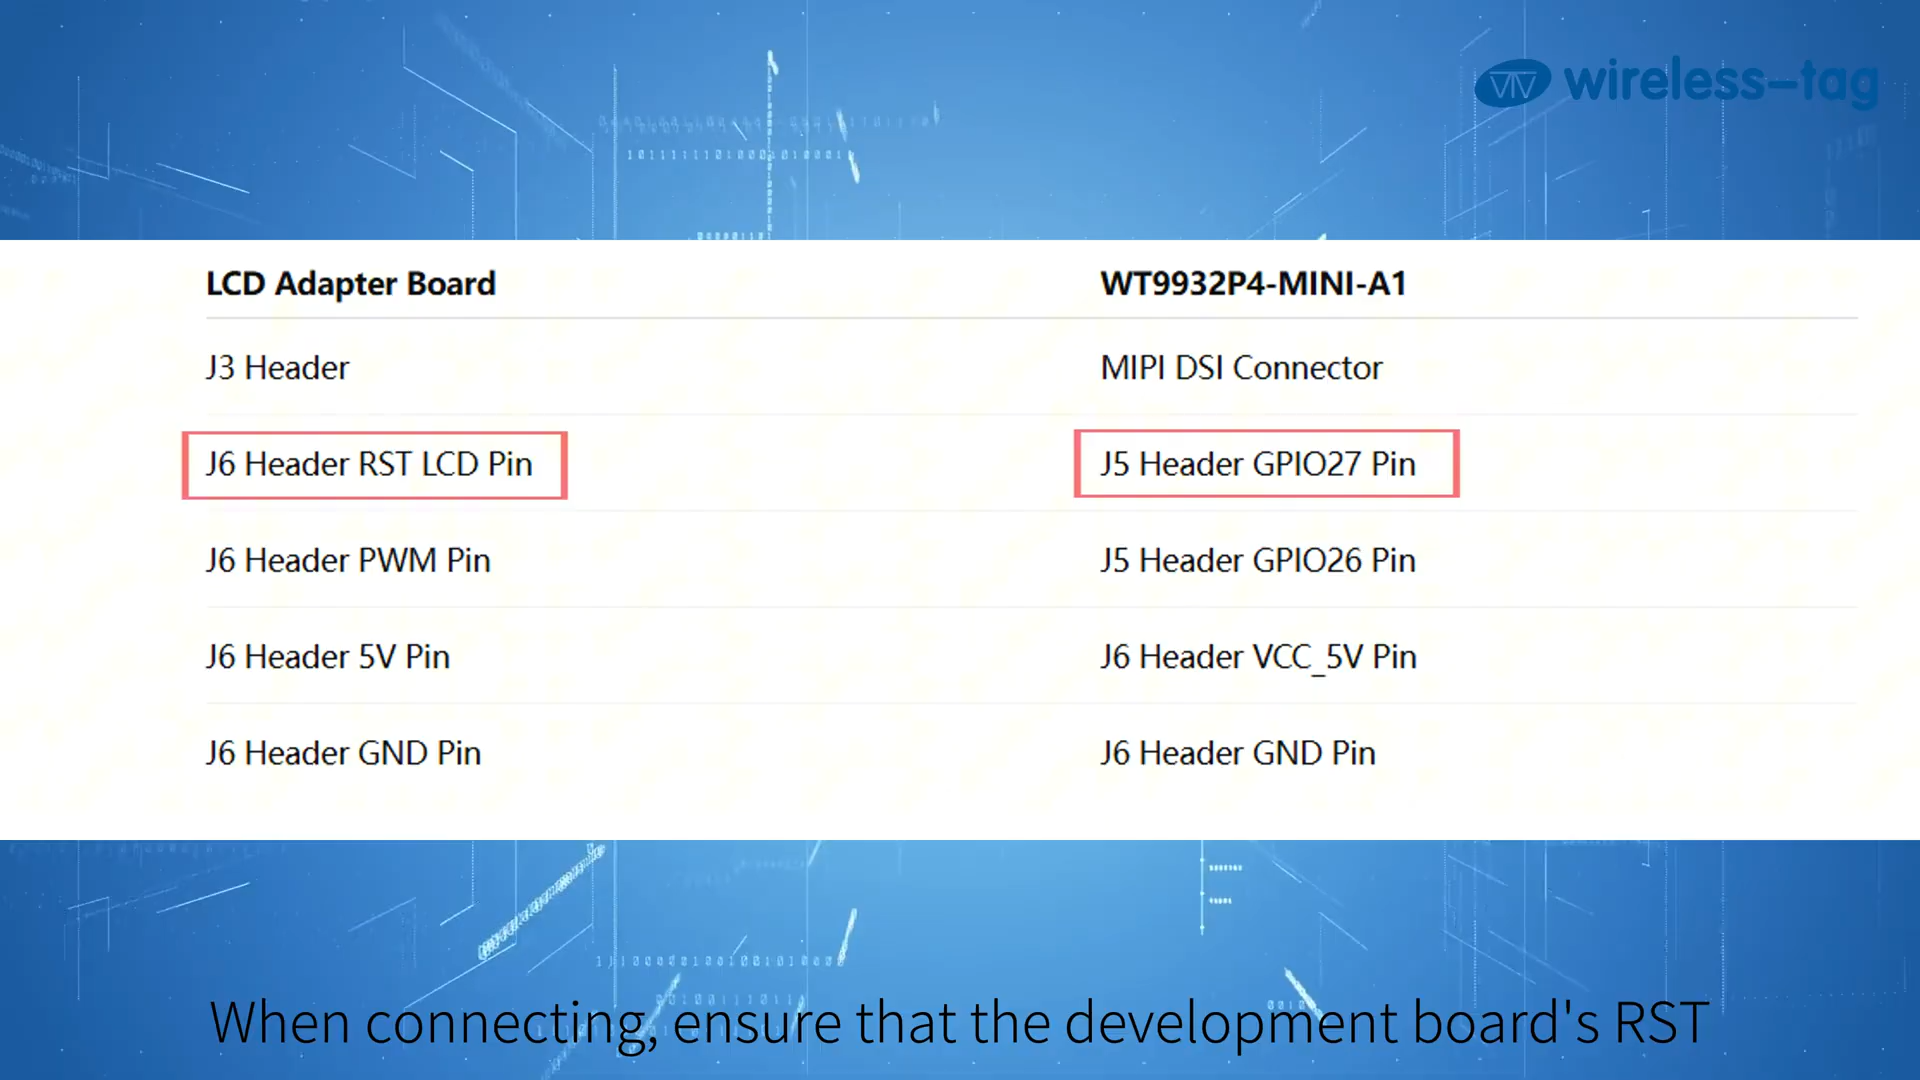 wireless-tag
LCD Adapter Board WT9932P4-MINI-A1
J3 Header MIPI DSI Connector
J6 Header RST LCD Pin J5 Header GPIO27 Pin
J6 Header PWM Pin J5 Header GPIO26 Pin
J6 Header 5V Pin J6 Header VCC_5V Pin
J6 Header GND Pin J6 Header GND Pin
When connecting, ensure that the development board's RST